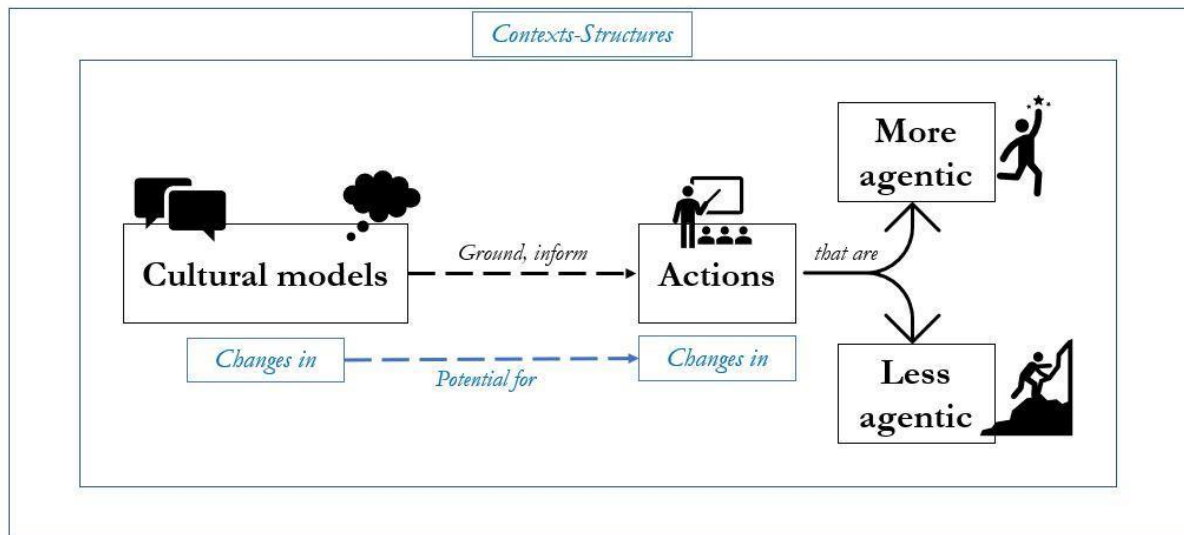 Contexts-Structures
More
agentic
Cultural models
Ground, inform
Actions
that are
Changes in
Potential for
Changes in
Less
agentic